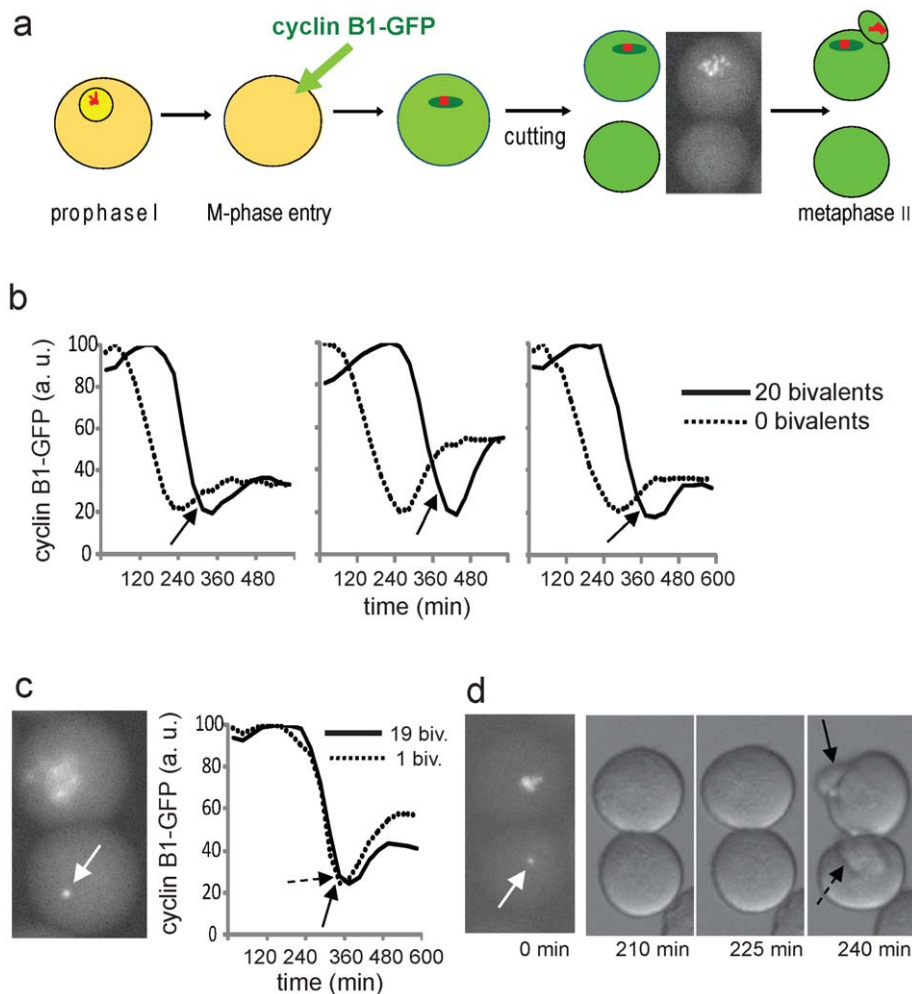 a
cyclin B1-GFP
cutting
prophase I
M-phase entry
metaphase II
b
cyclin B1-GFP (a. u.)
100
80
60
40
20
0
120 240 360 480
120 240 360 480
120 240 360 480 600
time (min)
20 bivalents
0 bivalents
c
cyclin B1-GFP (a. u.)
100
80
60
40
20
0
19 biv.
1 biv.
120 240 360 480 600
time (min)
d
0 min
210 min
225 min
240 min